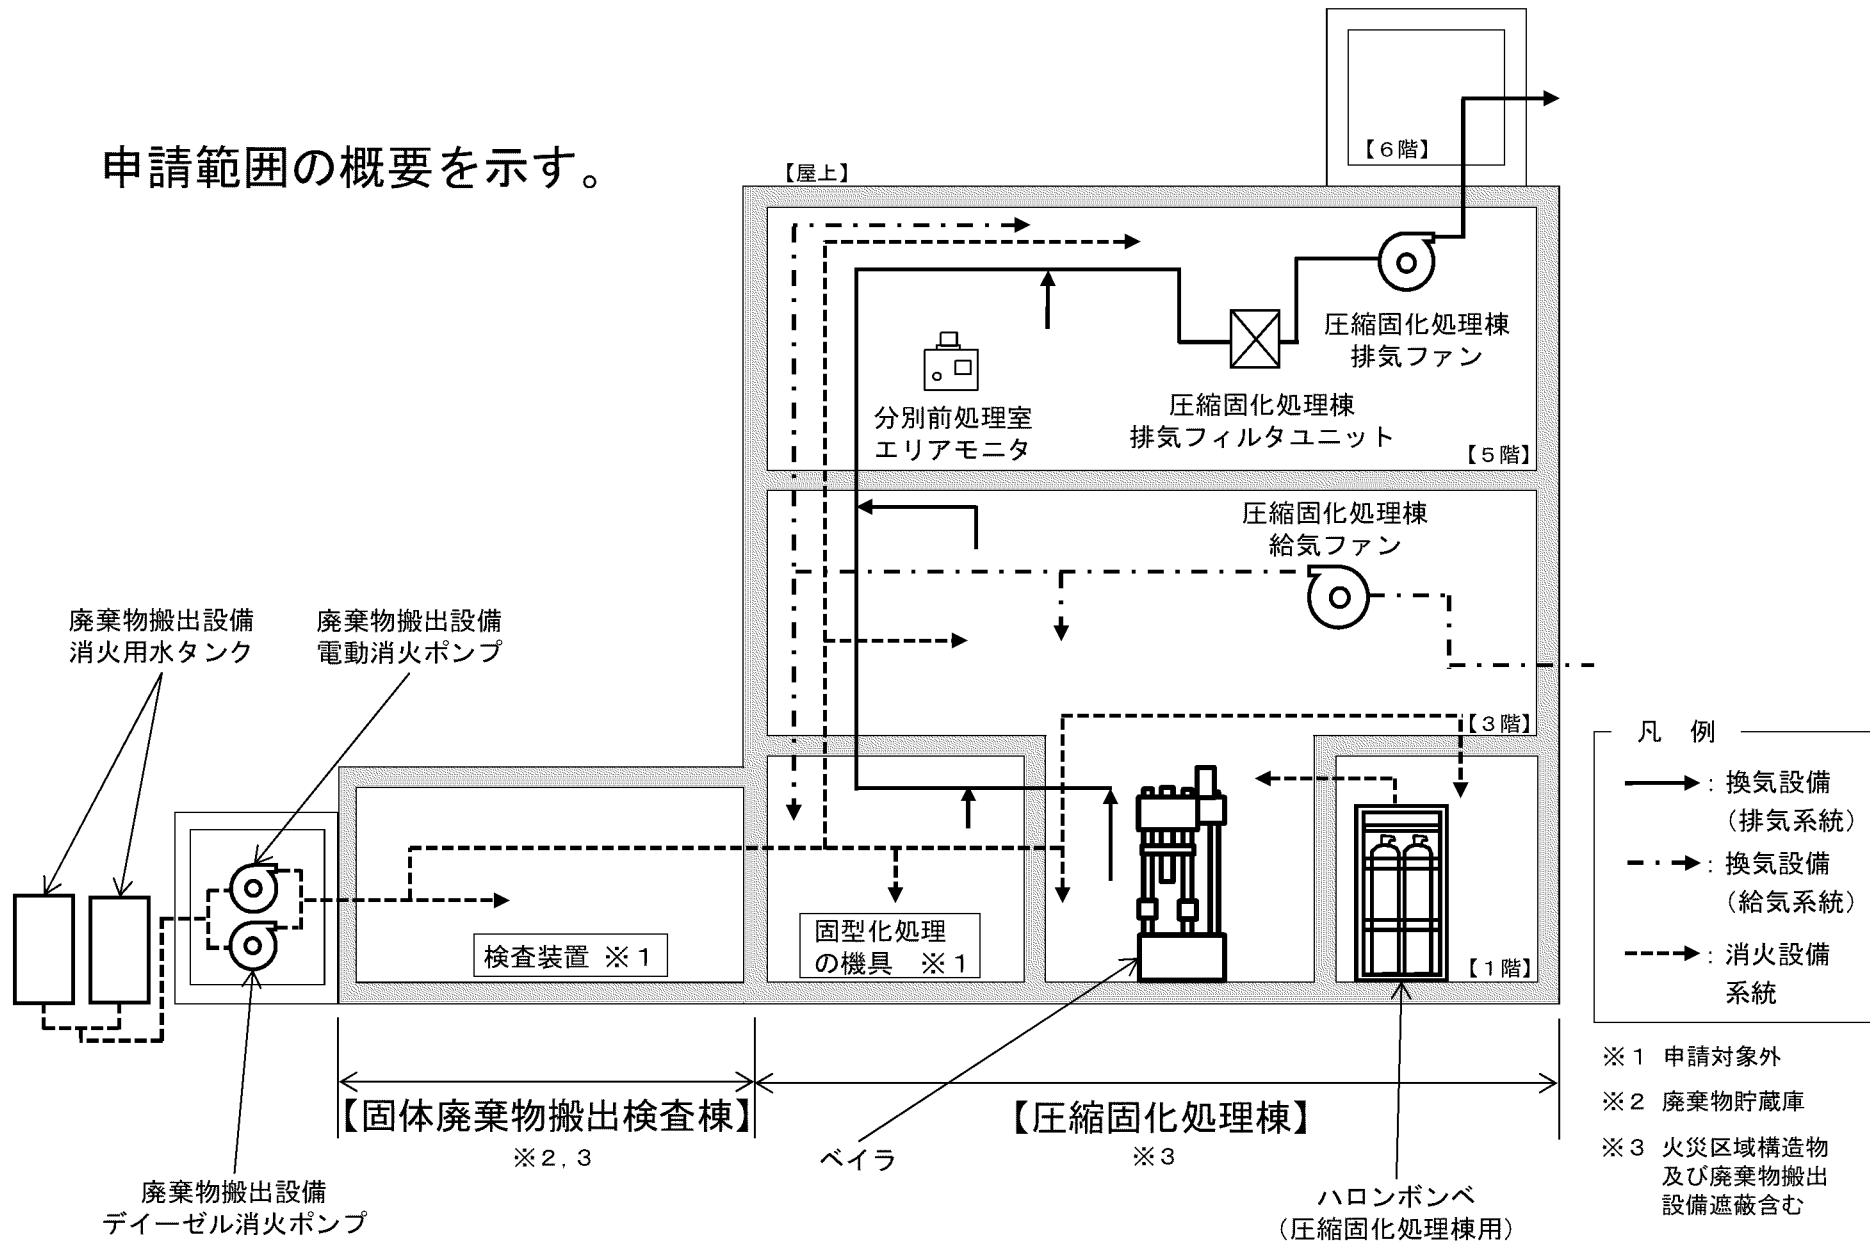 申請範囲の概要を示す。
【6階】
【屋上】
圧縮固化処理棟
排気ファン
分別前処理室
エリアモニタ
圧縮固化処理棟
排気フィルタユニット
【5階】
圧縮固化処理棟
給気ファン
廃棄物搬出設備
消火用水タンク
廃棄物搬出設備
電動消火ポンプ
【3階】
凡 例
：換気設備
（排気系統）
：換気設備
（給気系統）
：消火設備
系統
検査装置 ※１
固型化処理
の機具 ※１
【1階】
※１ 申請対象外
※２ 廃棄物貯蔵庫
※３ 火災区域構造物
及び廃棄物搬出
設備遮蔽含む
【固体廃棄物搬出検査棟】
※２，３
【圧縮固化処理棟】
※３
ベイラ
廃棄物搬出設備
デイーゼル消火ポンプ
ハロンボンベ
（圧縮固化処理棟用）